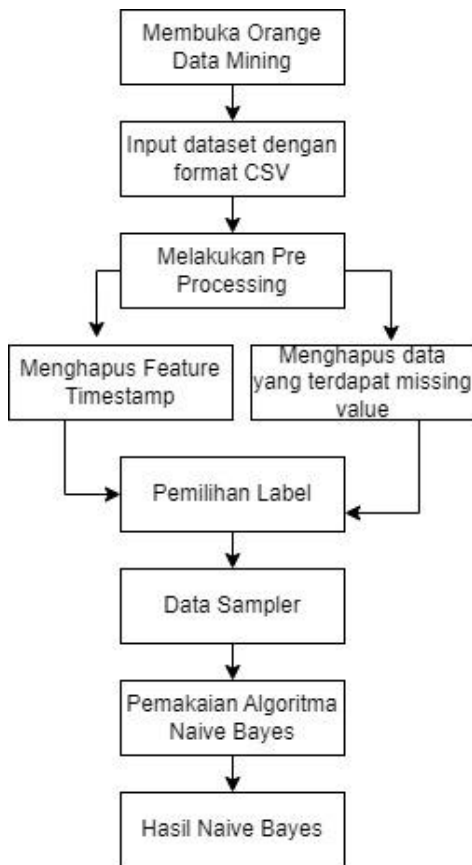 Membuka Orange
Data Mining
Input dataset dengan
format CSV
Melakukan Pre
Processing
Menghapus Feature
Timestamp
Menghapus data
yang terdapat missing
value
Pemilihan Label
Data Sampler
Pemakaian Algoritma
Naive Bayes
Hasil Naive Bayes